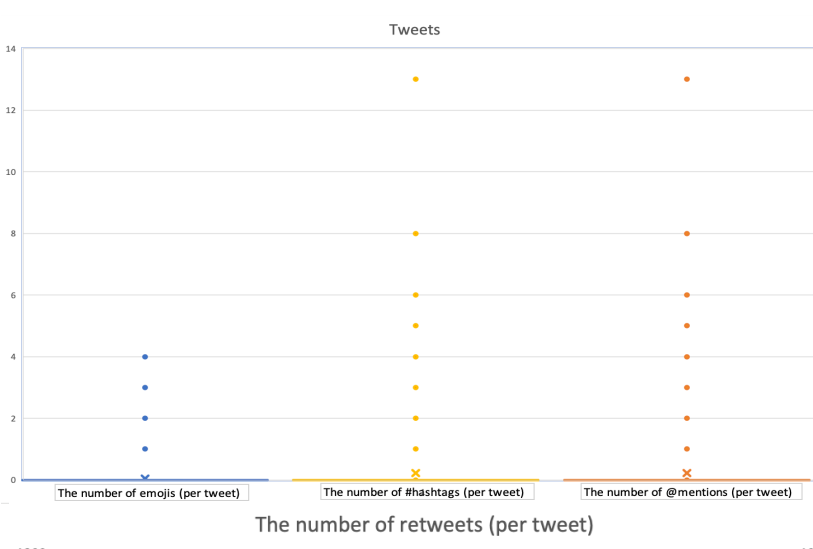 Tweets
14
12
10
8
6
4
2
0
The number of emojis (per tweet)
The number of #hashtags (per tweet)
The number of @mentions (per tweet)
The number of retweets (per tweet)